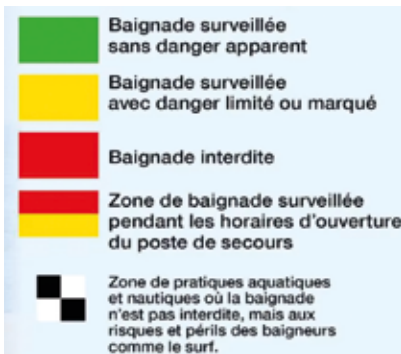 Baignade surveillée
sans danger apparent
Baignade surveillée
avec danger limité ou marqué
Baignade interdite
Zone de baignade surveillée
pendant les horaires d'ouverture
du poste de secours
Zone de pratiques aquatiques
et nautiques où la baignade
n'est pas interdite, mais aux
risques et périls des baigneurs
comme le surf.